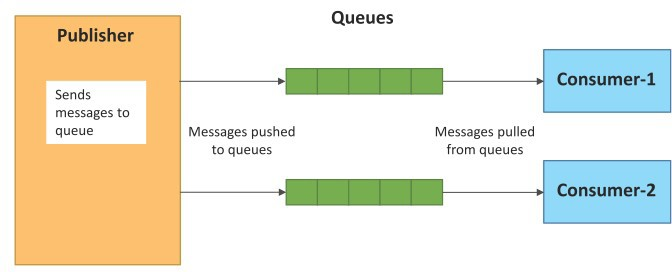 Queues
Publisher
Sends
messages to
queue
Messages pushed
to queues
Messages pulled
from queues
Consumer-1
Consumer-2